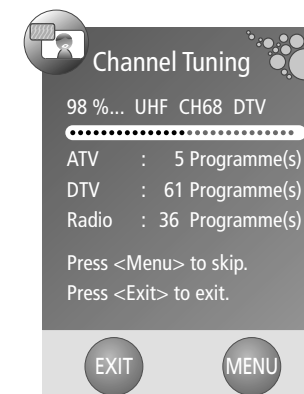 Channel Tuning
98 %... UHF CH68 DTV
ATV : 5 Programme(s)
DTV : 61 Programme(s)
Radio : 36 Programme(s)
Press <Menu> to skip.
Press <Exit> to exit.
EXIT MENU